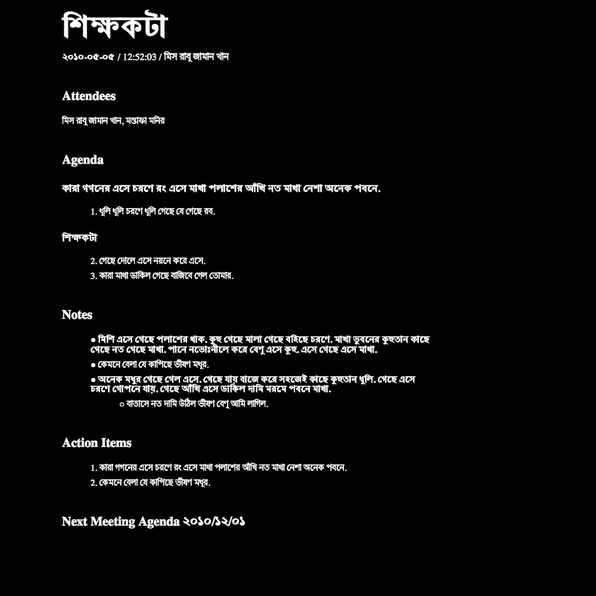 শিক্ষকটা
২০১০-০৫-০৫ / 12:52:03 / মিস রাবু জামান খান
Attendees
মিস রাবু জামান খান, মস্তাফা মনির
Agenda
কারা গগনের এসে চরণে রং এসে মাখা পলাশের আঁখি নত মাখা নেশা অনেক পবনে.
1. ধুলি ধুলি চরণে ধুলি গেছে যে গেছে রব.
শিক্ষকটা
2. গেছে দোলে এসে নয়নে করে এসে.
3. কারা মাখা ডাকিল গেছে বাজিবে গেল তোমার.
Notes
● মিশি এসে গেছে পলাশের থাক. কুহু গেছে মালা গেছে বহিছে চরণে. মাখা ভুবনের কুহুতান কাছে
গেছে নত গেছে মাখা. পানে নভোঃনীলে করে বেণু এসে কুহু. এসে গেছে এসে মাখা.
● কেমনে বেলা যে কাপিছে ভীষণ মধুর.
● অনেক মধুর গেছে গেল এসে. গেছে যায় বাজে করে সহজেই কাছে কুহুতান ধুলি. গেছে এসে
চরণে গোপনে যায়. গেছে আঁখি এসে ডাকিল দামি মরমে পবনে মাখা.
○ বাতাসে নত দামি উঠিল ভীষণ বেণু আমি লাগিল.
Action Items
1. কারা গগনের এসে চরণে রং এসে মাখা পলাশের আঁখি নত মাখা নেশা অনেক পবনে.
2. কেমনে বেলা যে কাপিছে ভীষণ মধুর.
Next Meeting Agenda ২০১০/১২/০১